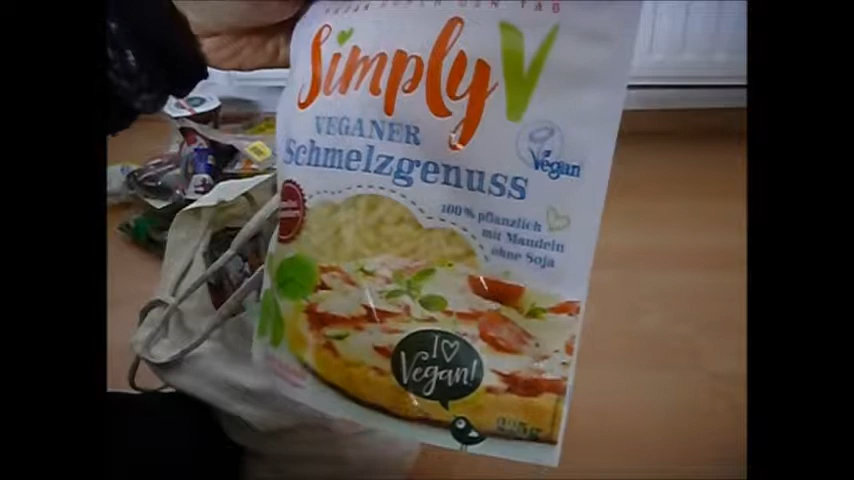 Simply V
VEGANER
Schmelzgenuss
Vegan
100% pflanzlich
mit Mandeln
ohne Soja
I
Vegan!